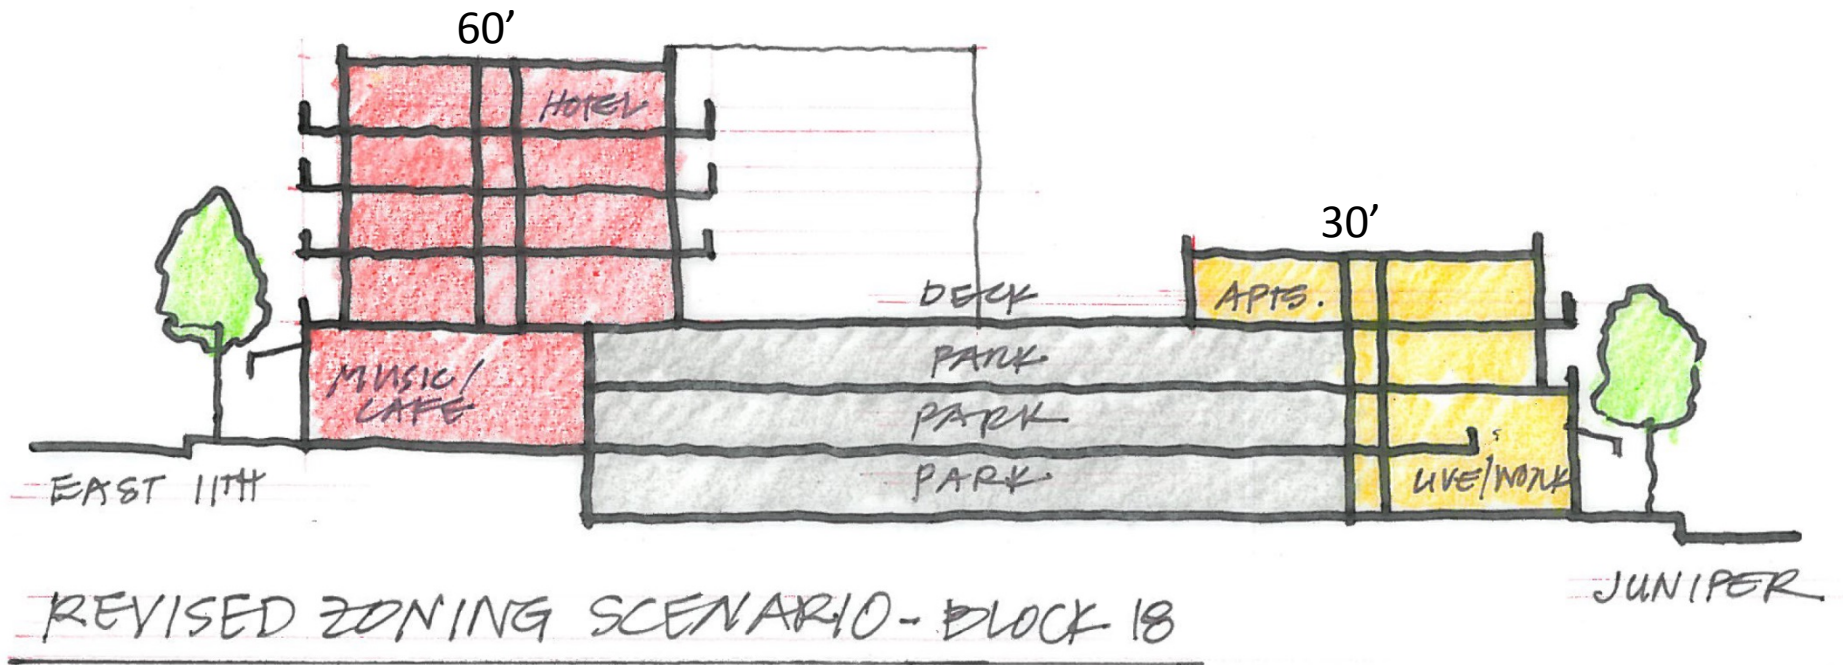 60’
HOTEL
30’
DECK
APTS.
PARK
MUSIC/
CAFE
PARK
PARK
LIVE/WORK
EAST 11TH
JUNIPER
REVISED ZONING SCENARIO - BLOCK 18